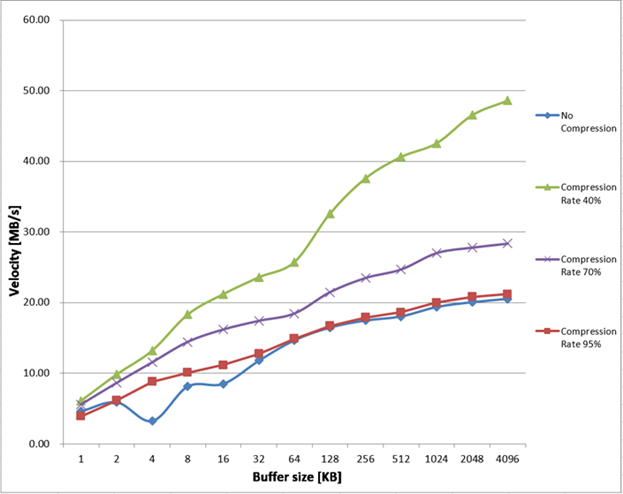 60.00
50.00
40.00
30.00
20.00
10.00
0.00
Velocity [MB/s]
1 2 4 8 16 32 64 128 256 512 1024 2048 4096
Buffer size [KB]
No
Compression
Compression
Rate 40%
Compression
Rate 70%
Compression
Rate 95%